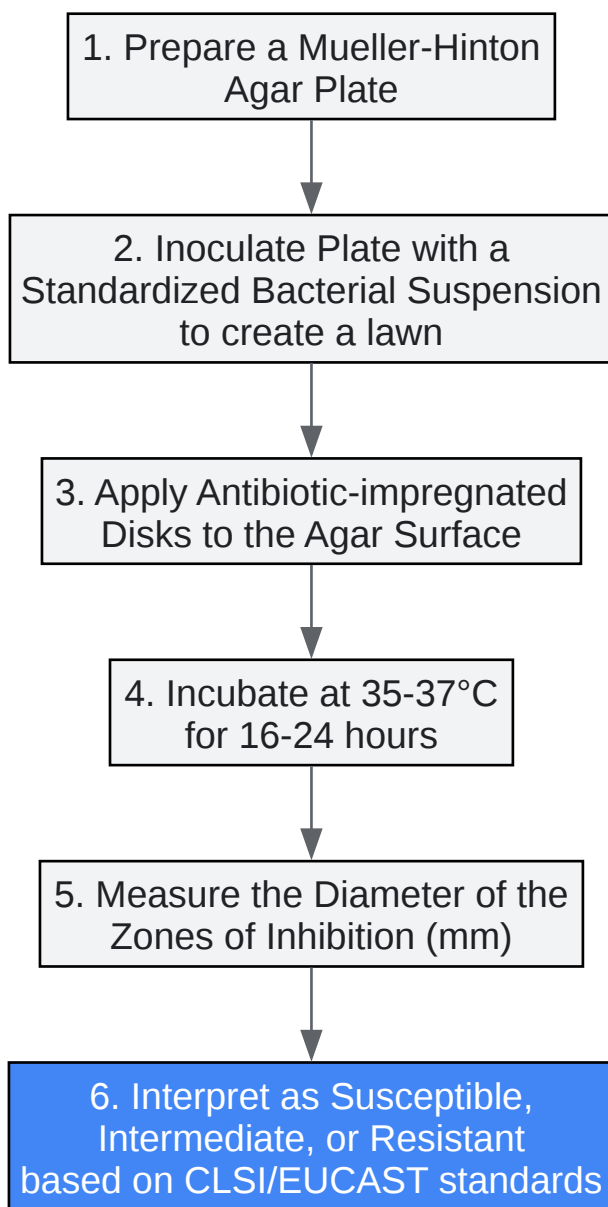 1. Prepare a Mueller-Hinton
Agar Plate
2. Inoculate Plate with a
Standardized Bacterial Suspension
to create a lawn
3. Apply Antibiotic-impregnated
Disks to the Agar Surface
4. Incubate at 35-37°C
for 16-24 hours
5. Measure the Diameter of the
Zones of Inhibition (mm)
6. Interpret as Susceptible,
Intermediate, or Resistant
based on CLSI/EUCAST standards